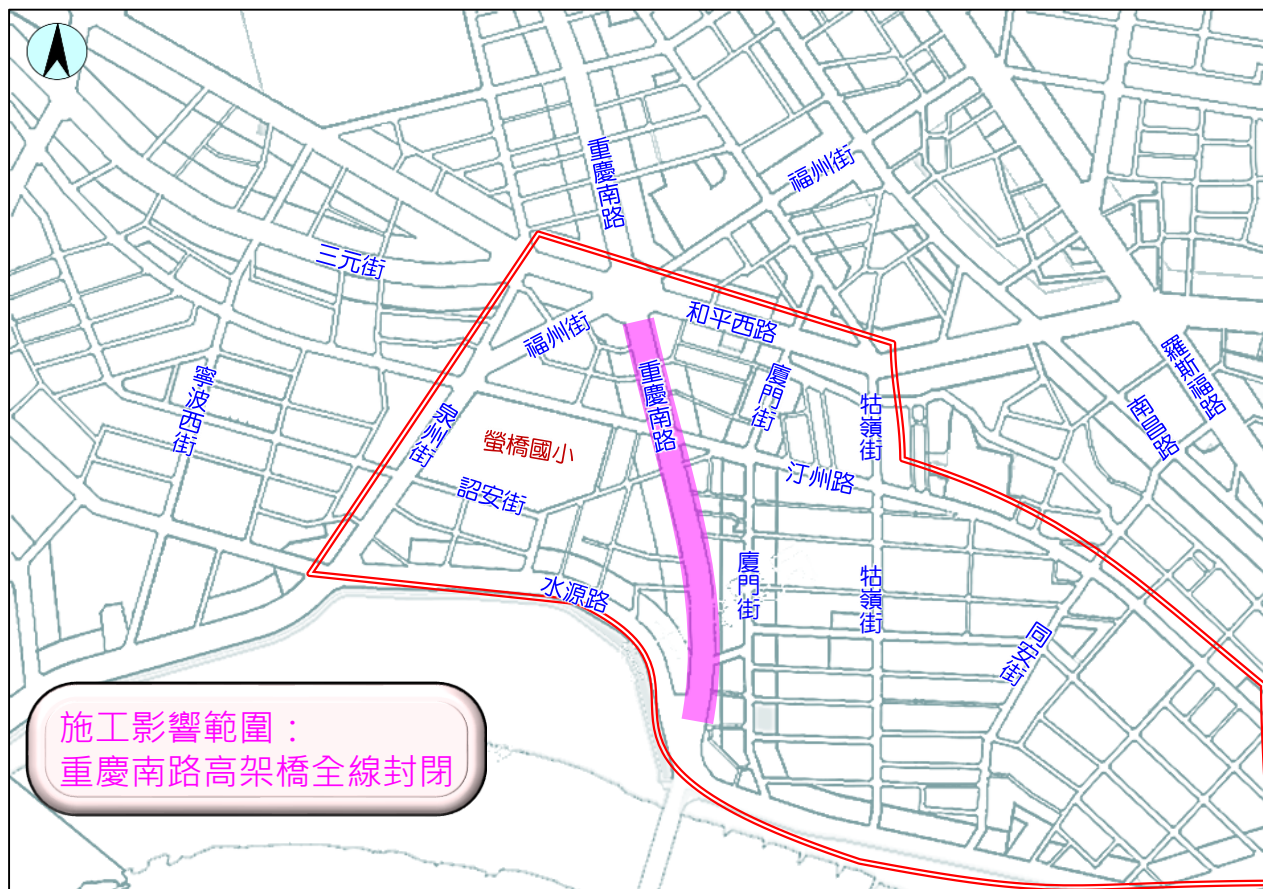 重慶南路
福州街
三元街
和平西路
福州街
羅斯福路
重慶南路
廈門街
寧波西街
牯嶺街
南昌路
泉州街
螢橋國小
汀州路
詔安街
廈門街
牯嶺街
水源路
同安街
施工影響範圍：
重慶南路高架橋全線封閉